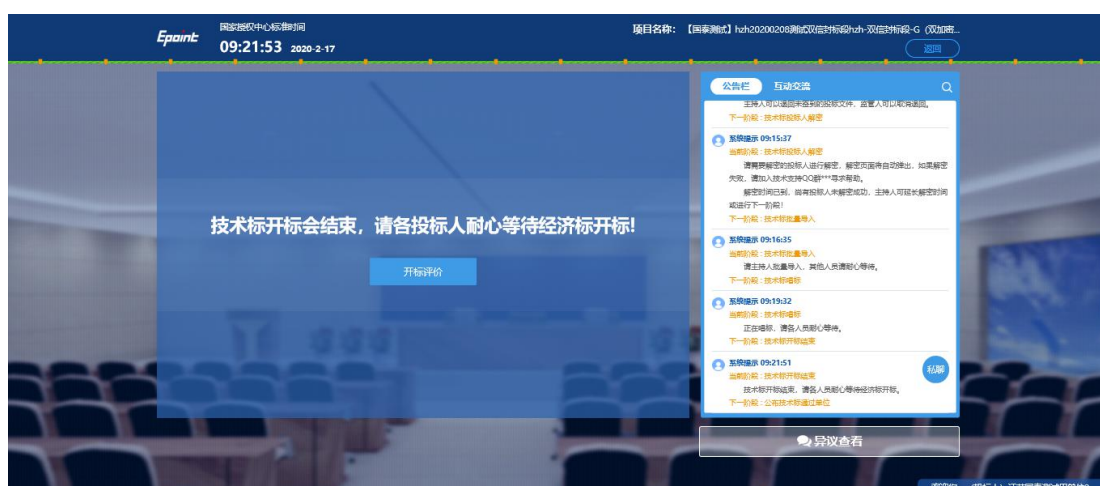 Epoint
国家授权中心标准时间
09:21:53 2020-2-17
项目名称: 【国泰测试】hzh20200208测试双信封标段hzh-双信封标段-G (双加密...
返回
技术标开标会结束,请各投标人耐心等待经济标开标!
开标评价
公告栏 互动交流
主持人可以退回未签到的投标文件,监管人可以取消退回。
下一阶段:技术标投标人解密
系统提示 09:15:37
当前阶段:技术标投标人解密
请需要解密的投标人进行解密,解密页面将自动弹出,如果解密
失败,请加入技术支持QQ群***寻求帮助。
解密时间已到,尚有投标人未解密成功,主持人可延长解密时间
或进行下一阶段!
下一阶段:技术标批量导入
系统提示 09:16:35
当前阶段:技术标批量导入
请主持人批量导入,其他人员请耐心等待。
下一阶段:技术标唱标
系统提示 09:19:32
当前阶段:技术标唱标
正在唱标,请各人员耐心等待。
下一阶段:技术标开标结束
系统提示 09:21:51
当前阶段:技术标开标结束
技术标开标结束,请各人员耐心等待经济标开标。
下一阶段:公布技术标通过单位
私聊
异议查看